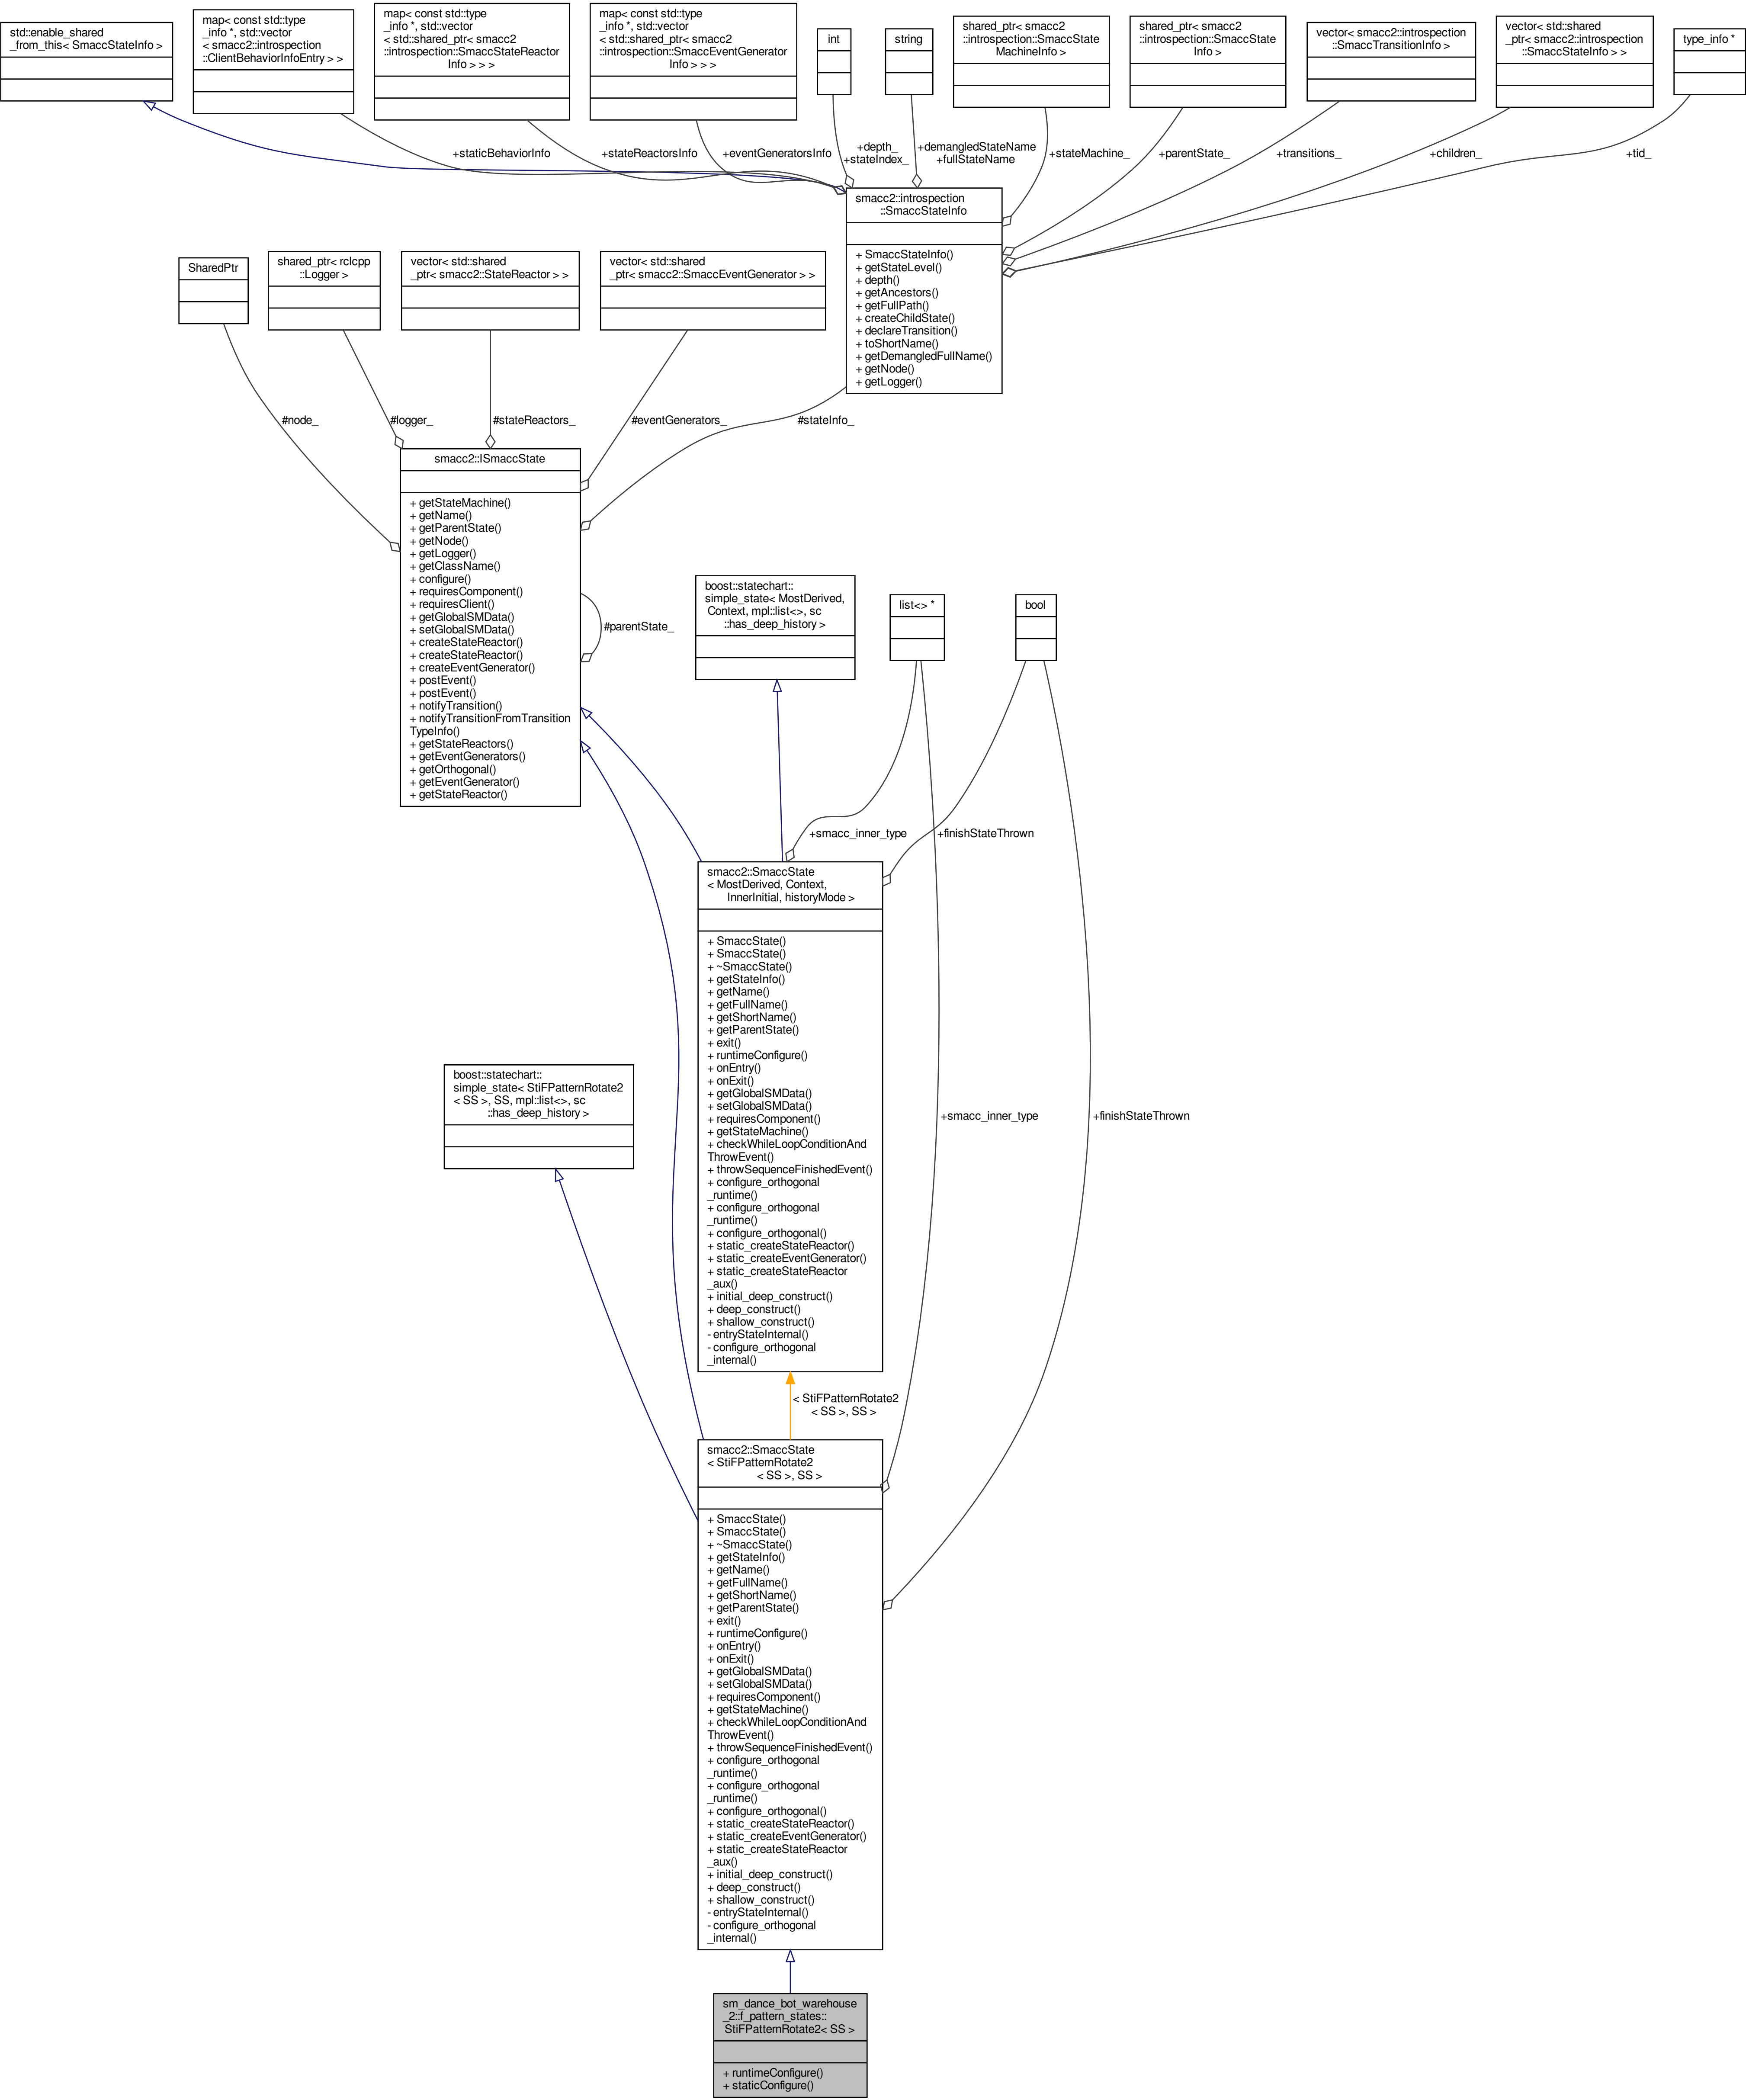 std::enable_shared
_from_this< SmaccStateInfo >
map< const std::type
_info *, std::vector
< smacc2::introspection
::ClientBehaviorInfoEntry > >
map< const std::type
_info *, std::vector
< std::shared_ptr< smacc2
::introspection::SmaccStateReactor
Info > > >
map< const std::type
_info *, std::vector
< std::shared_ptr< smacc2
::introspection::SmaccEventGenerator
Info > > >
int
string
shared_ptr< smacc2
::introspection::SmaccState
MachineInfo >
shared_ptr< smacc2
::introspection::SmaccState
Info >
vector< smacc2::introspection
::SmaccTransitionInfo >
vector< std::shared
_ptr< smacc2::introspection
::SmaccStateInfo > >
type_info *
+staticBehaviorInfo
+stateReactorsInfo
+eventGeneratorsInfo
+depth_
+stateIndex_
+demangledStateName
+fullStateName
+stateMachine_
+parentState_
+transitions_
+children_
+tid_
smacc2::introspection
::SmaccStateInfo
+ SmaccStateInfo()
+ getStateLevel()
+ depth()
+ getAncestors()
+ getFullPath()
+ createChildState()
+ declareTransition()
+ toShortName()
+ getDemangledFullName()
+ getNode()
+ getLogger()
SharedPtr
shared_ptr< rclcpp
::Logger >
vector< std::shared
_ptr< smacc2::StateReactor > >
vector< std::shared
_ptr< smacc2::SmaccEventGenerator > >
#node_
#logger_
#stateReactors_
#eventGenerators_
#stateInfo_
smacc2::ISmaccState
+ getStateMachine()
+ getName()
+ getParentState()
+ getNode()
+ getLogger()
+ getClassName()
+ configure()
+ requiresComponent()
+ requiresClient()
+ getGlobalSMData()
+ setGlobalSMData()
+ createStateReactor()
+ createStateReactor()
+ createEventGenerator()
+ postEvent()
+ postEvent()
+ notifyTransition()
+ notifyTransitionFromTransition
TypeInfo()
+ getStateReactors()
+ getEventGenerators()
+ getOrthogonal()
+ getEventGenerator()
+ getStateReactor()
#parentState_
boost::statechart::
simple_state< MostDerived,
Context, mpl::list<>, sc
::has_deep_history >
list<> *
bool
+smacc_inner_type
+finishStateThrown
smacc2::SmaccState
< MostDerived, Context,
InnerInitial, historyMode >
+ SmaccState()
+ SmaccState()
+ ~SmaccState()
+ getStateInfo()
+ getName()
+ getFullName()
+ getShortName()
+ getParentState()
+ exit()
+ runtimeConfigure()
+ onEntry()
+ onExit()
+ getGlobalSMData()
+ setGlobalSMData()
+ requiresComponent()
+ getStateMachine()
+ checkWhileLoopConditionAnd
ThrowEvent()
+ throwSequenceFinishedEvent()
+ configure_orthogonal
_runtime()
+ configure_orthogonal
_runtime()
+ configure_orthogonal()
+ static_createStateReactor()
+ static_createEventGenerator()
+ static_createStateReactor
_aux()
+ initial_deep_construct()
+ deep_construct()
+ shallow_construct()
- entryStateInternal()
- configure_orthogonal
_internal()
boost::statechart::
simple_state< StiFPatternRotate2
< SS >, SS, mpl::list<>, sc
::has_deep_history >
+smacc_inner_type
+finishStateThrown
< StiFPatternRotate2
< SS >, SS >
smacc2::SmaccState
< StiFPatternRotate2
< SS >, SS >
+ SmaccState()
+ SmaccState()
+ ~SmaccState()
+ getStateInfo()
+ getName()
+ getFullName()
+ getShortName()
+ getParentState()
+ exit()
+ runtimeConfigure()
+ onEntry()
+ onExit()
+ getGlobalSMData()
+ setGlobalSMData()
+ requiresComponent()
+ getStateMachine()
+ checkWhileLoopConditionAnd
ThrowEvent()
+ throwSequenceFinishedEvent()
+ configure_orthogonal
_runtime()
+ configure_orthogonal
_runtime()
+ configure_orthogonal()
+ static_createStateReactor()
+ static_createEventGenerator()
+ static_createStateReactor
_aux()
+ initial_deep_construct()
+ deep_construct()
+ shallow_construct()
- entryStateInternal()
- configure_orthogonal
_internal()
sm_dance_bot_warehouse
_2::f_pattern_states::
StiFPatternRotate2< SS >
+ runtimeConfigure()
+ staticConfigure()